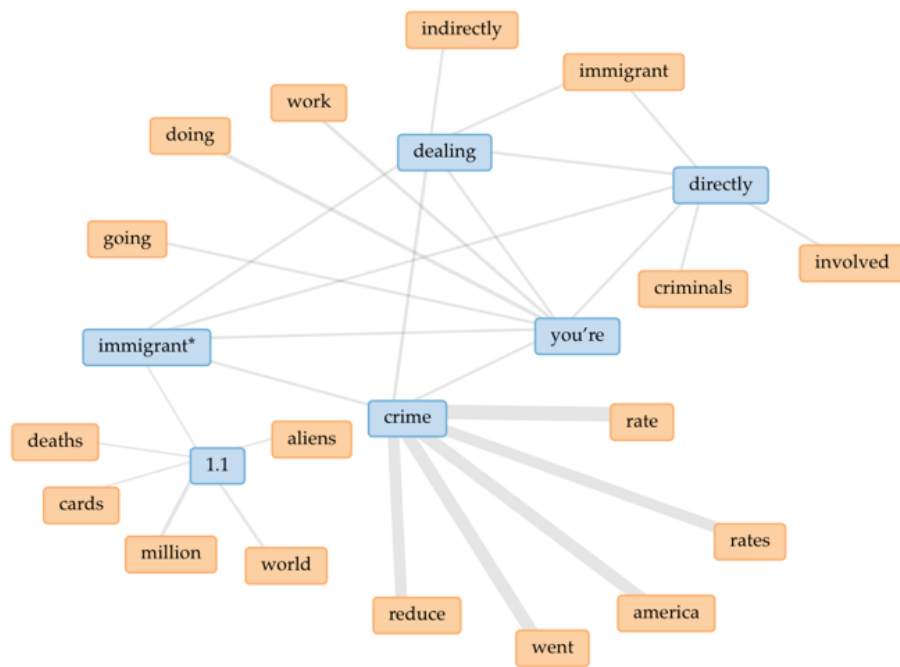 indirectly
immigrant
work
doing
dealing
directly
going
involved
criminals
immigrant*
you’re
crime
rate
deaths
aliens
1.1
cards
million
world
rates
reduce
america
went